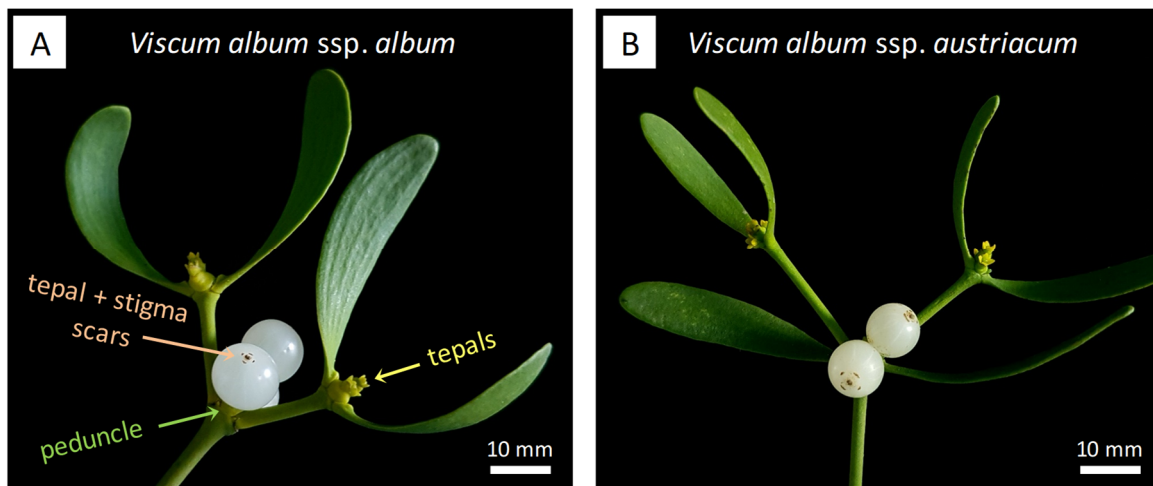 A
Viscum album ssp. album
tepal + stigma
scars
tepals
peduncle
10 mm
B
Viscum album ssp. austriacum
10 mm